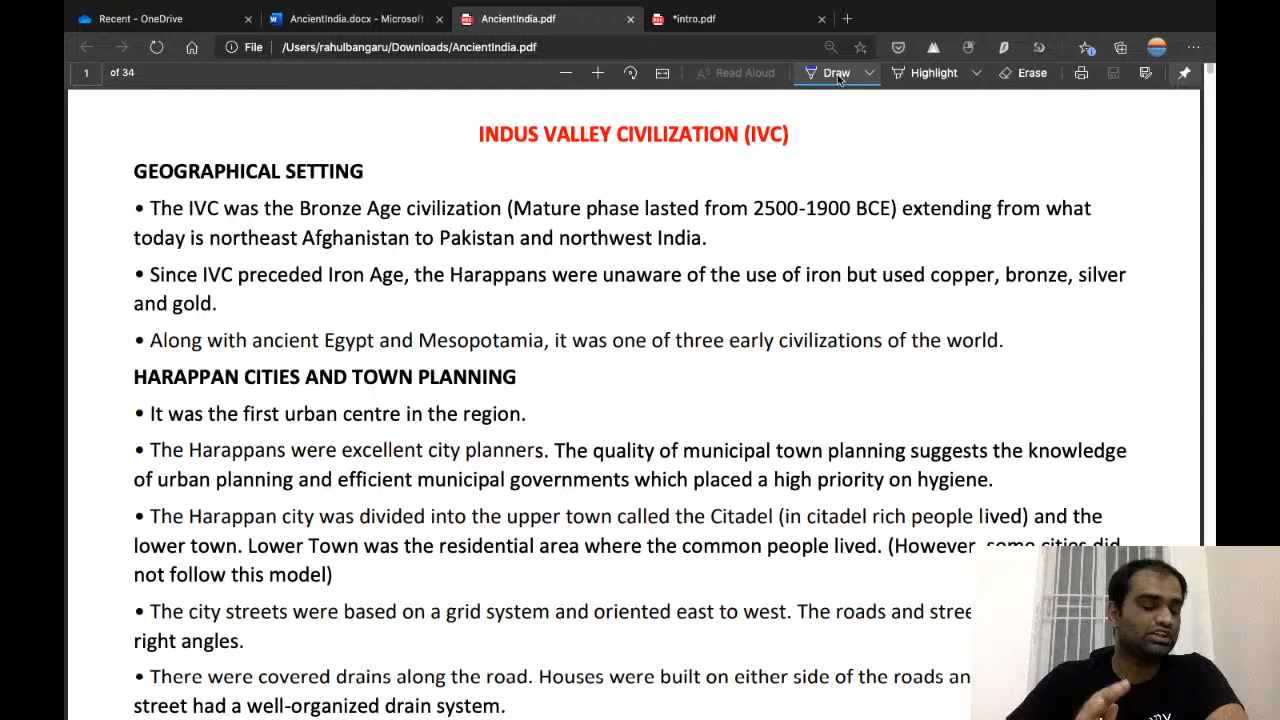 Recent - OneDrive
AncientIndia.docx - Microsoft
AncientIndia.pdf
*intro.pdf
File
/Users/rahulbangaru/Downloads/AncientIndia.pdf
1 of 34
Read Aloud
Draw
Highlight
Erase
INDUS VALLEY CIVILIZATION (IVC)
GEOGRAPHICAL SETTING
• The IVC was the Bronze Age civilization (Mature phase lasted from 2500-1900 BCE) extending from what
today is northeast Afghanistan to Pakistan and northwest India.
• Since IVC preceded Iron Age, the Harappans were unaware of the use of iron but used copper, bronze, silver
and gold.
• Along with ancient Egypt and Mesopotamia, it was one of three early civilizations of the world.
HARAPPAN CITIES AND TOWN PLANNING
• It was the first urban centre in the region.
• The Harappans were excellent city planners. The quality of municipal town planning suggests the knowledge
of urban planning and efficient municipal governments which placed a high priority on hygiene.
• The Harappan city was divided into the upper town called the Citadel (in citadel rich people lived) and the
lower town. Lower Town was the residential area where the common people lived. (However, some cities did
not follow this model)
• The city streets were based on a grid system and oriented east to west. The roads and stree
right angles.
• There were covered drains along the road. Houses were built on either side of the roads an
street had a well-organized drain system.